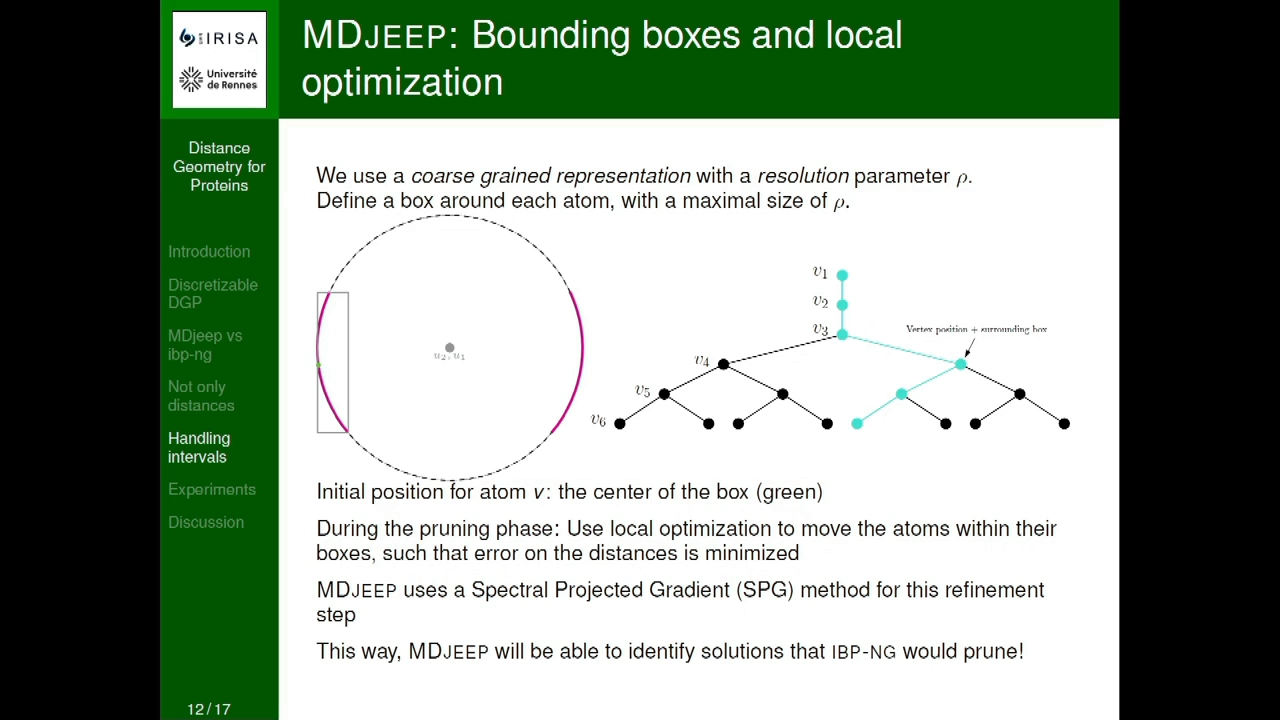 IRISA
Université
de Rennes
MDJEEP: Bounding boxes and local
optimization
Distance
Geometry for
Proteins
Introduction
Discretizable
DGP
MDjeep vs
ibp-ng
Not only
distances
Handling
intervals
Experiments
Discussion
12 / 17
We use a coarse grained representation with a resolution parameter ρ.
Define a box around each atom, with a maximal size of ρ.
u₂, u₁
v₁
v₂
v₃
Vertex position + surrounding box
v₄
v₅
v₆
Initial position for atom v: the center of the box (green)
During the pruning phase: Use local optimization to move the atoms within their
boxes, such that error on the distances is minimized
MDJEEP uses a Spectral Projected Gradient (SPG) method for this refinement
step
This way, MDJEEP will be able to identify solutions that IBP-NG would prune!